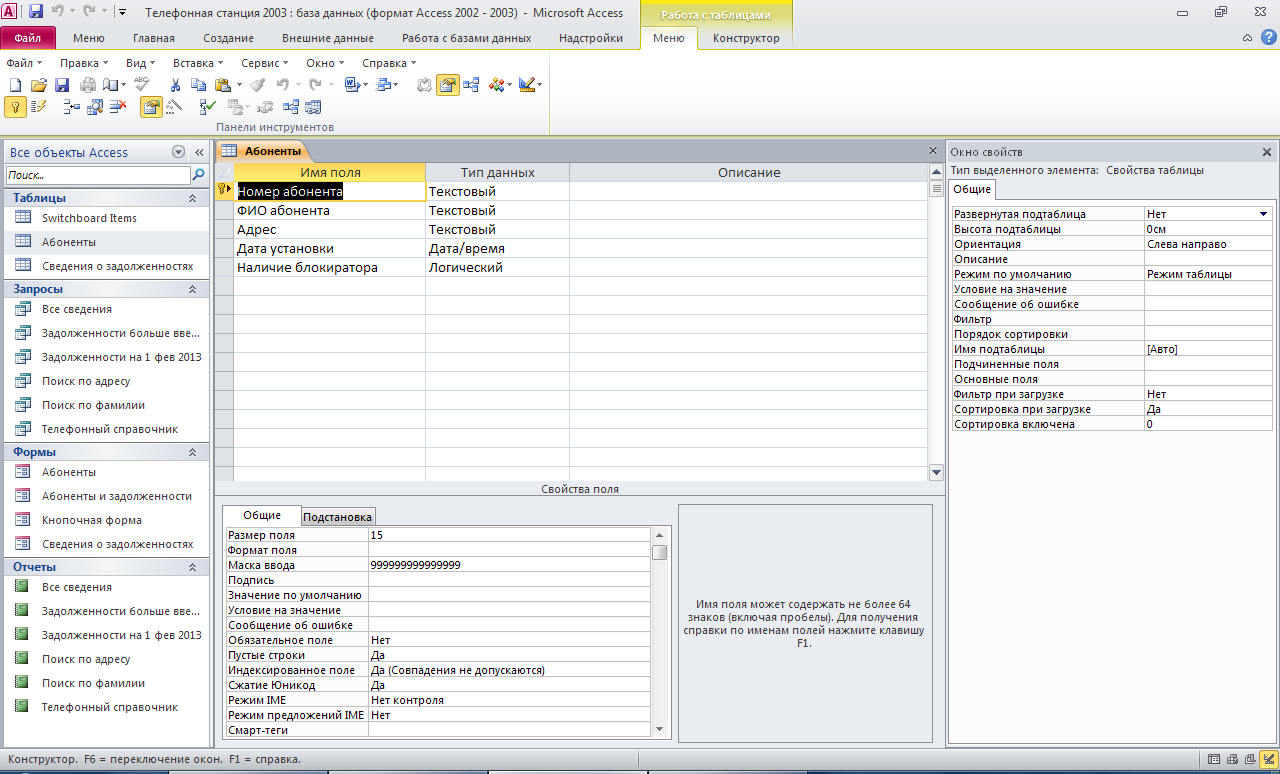 Телефонная станция 2003 : база данных (формат Access 2002 - 2003) - Microsoft Access
Работа с таблицами
Файл Меню Главная Создание Внешние данные Работа с базами данных Надстройки Меню Конструктор
Файл Правка Вид Вставка Сервис Окно Справка
Панели инструментов
Все объекты Access
Поиск...
Таблицы
Switchboard Items
Абоненты
Сведения о задолженностях
Запросы
Все сведения
Задолженности больше вве...
Задолженности на 1 фев 2013
Поиск по адресу
Поиск по фамилии
Телефонный справочник
Формы
Абоненты
Абоненты и задолженности
Кнопочная форма
Сведения о задолженностях
Отчеты
Все сведения
Задолженности больше вве...
Задолженности на 1 фев 2013
Поиск по адресу
Поиск по фамилии
Телефонный справочник
Абоненты
Имя поля Тип данных Описание
Номер абонента Текстовый
ФИО абонента Текстовый
Адрес Текстовый
Дата установки Дата/время
Наличие блокиратора Логический
Свойства поля
Общие Подстановка
Размер поля 15
Формат поля
Маска ввода 999999999999999
Подпись
Значение по умолчанию
Условие на значение
Сообщение об ошибке
Обязательное поле Нет
Пустые строки Да
Индексированное поле Да (Совпадения не допускаются)
Сжатие Юникод Да
Режим IME Нет контроля
Режим предложений IME Нет
Смарт-теги
Имя поля может содержать не более 64
знаков (включая пробелы). Для получения
справки по именам полей нажмите клавишу
F1.
Окно свойств
Тип выделенного элемента: Свойства таблицы
Общие
Развернутая подтаблица Нет
Высота подтаблицы 0см
Ориентация Слева направо
Описание
Режим по умолчанию Режим таблицы
Условие на значение
Сообщение об ошибке
Фильтр
Порядок сортировки
Имя подтаблицы [Авто]
Подчиненные поля
Основные поля
Фильтр при загрузке Нет
Сортировка при загрузке Да
Сортировка включена 0
Конструктор. F6 = переключение окон. F1 = справка.